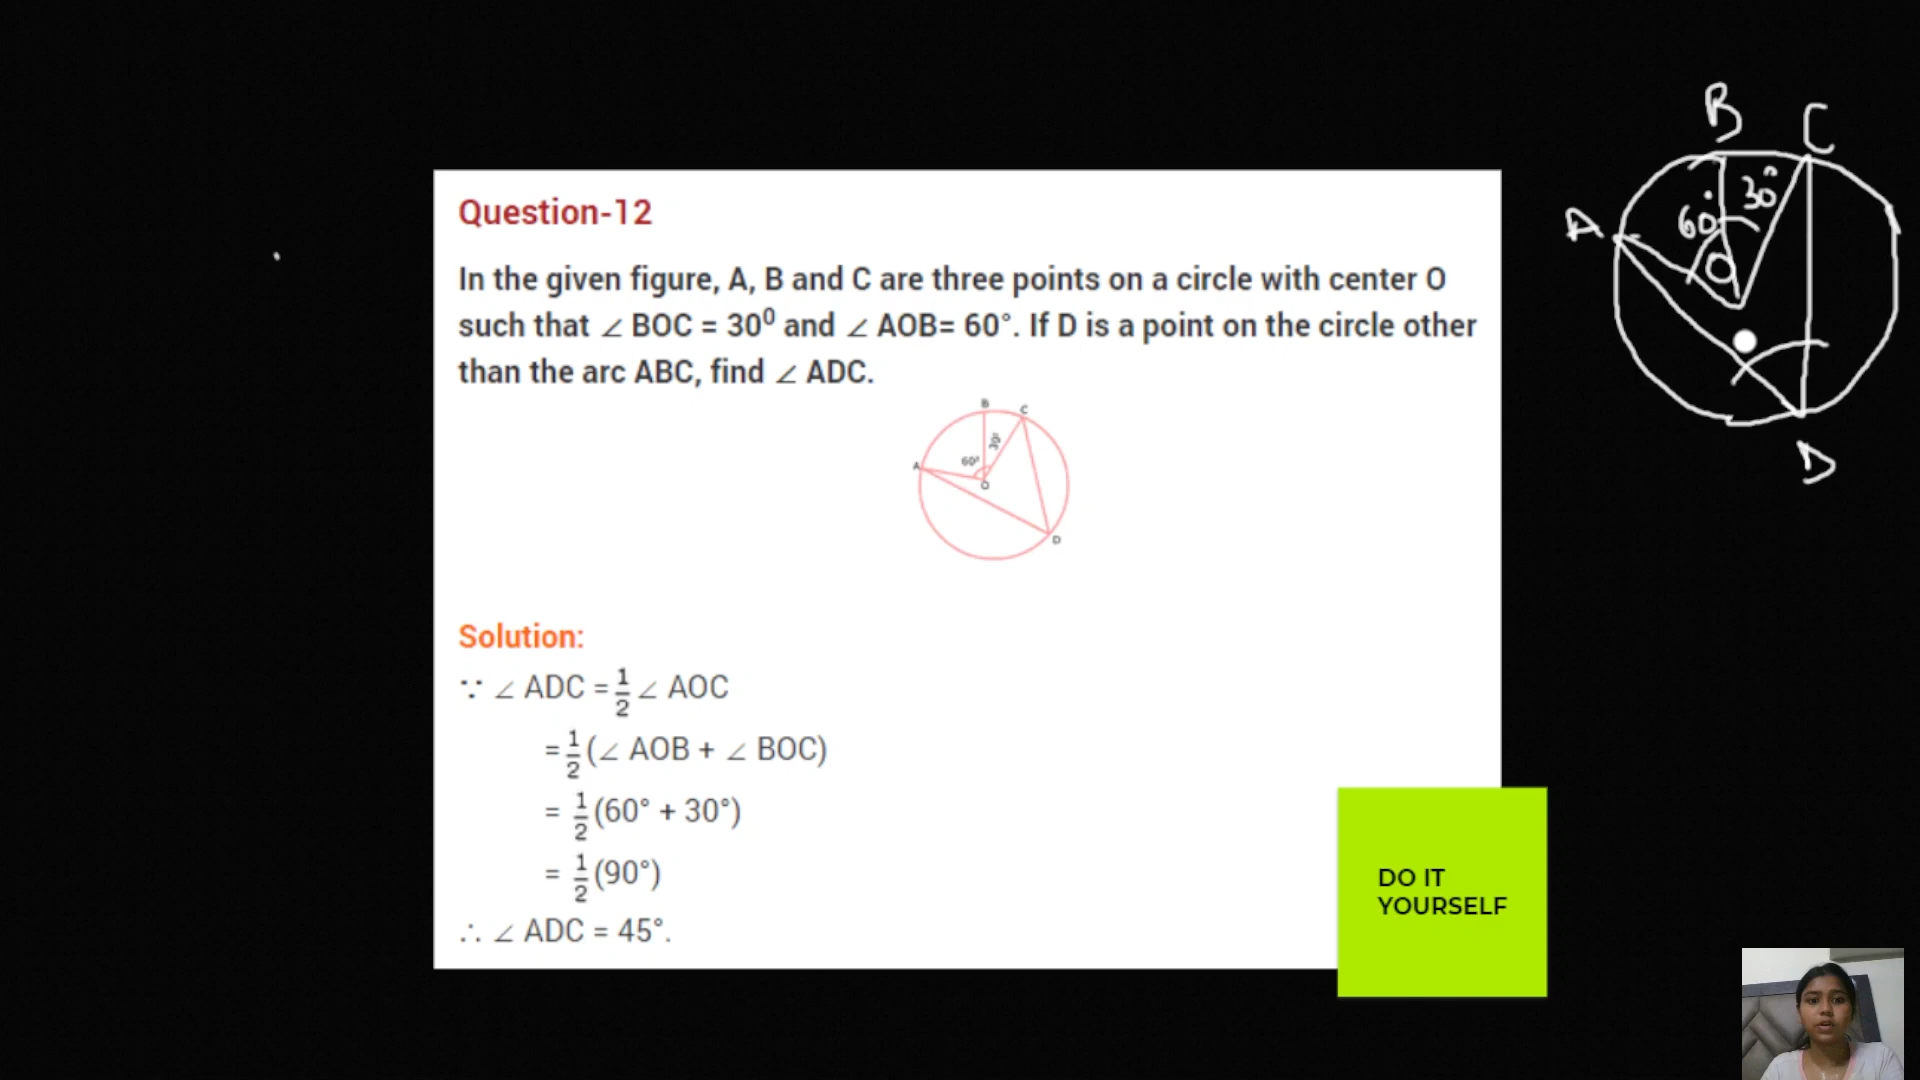 Question-12
In the given figure, A, B and C are three points on a circle with center O
such that ∠ BOC = 30⁰ and ∠ AOB= 60°. If D is a point on the circle other
than the arc ABC, find ∠ ADC.
B
C
30⁰
60⁰
A
O
D
Solution:
∵ ∠ ADC = 1/2 ∠ AOC
= 1/2 (∠ AOB + ∠ BOC)
= 1/2 (60° + 30°)
= 1/2 (90°)
∴ ∠ ADC = 45°.
DO IT
YOURSELF
B
C
30°
60°
A
O
D